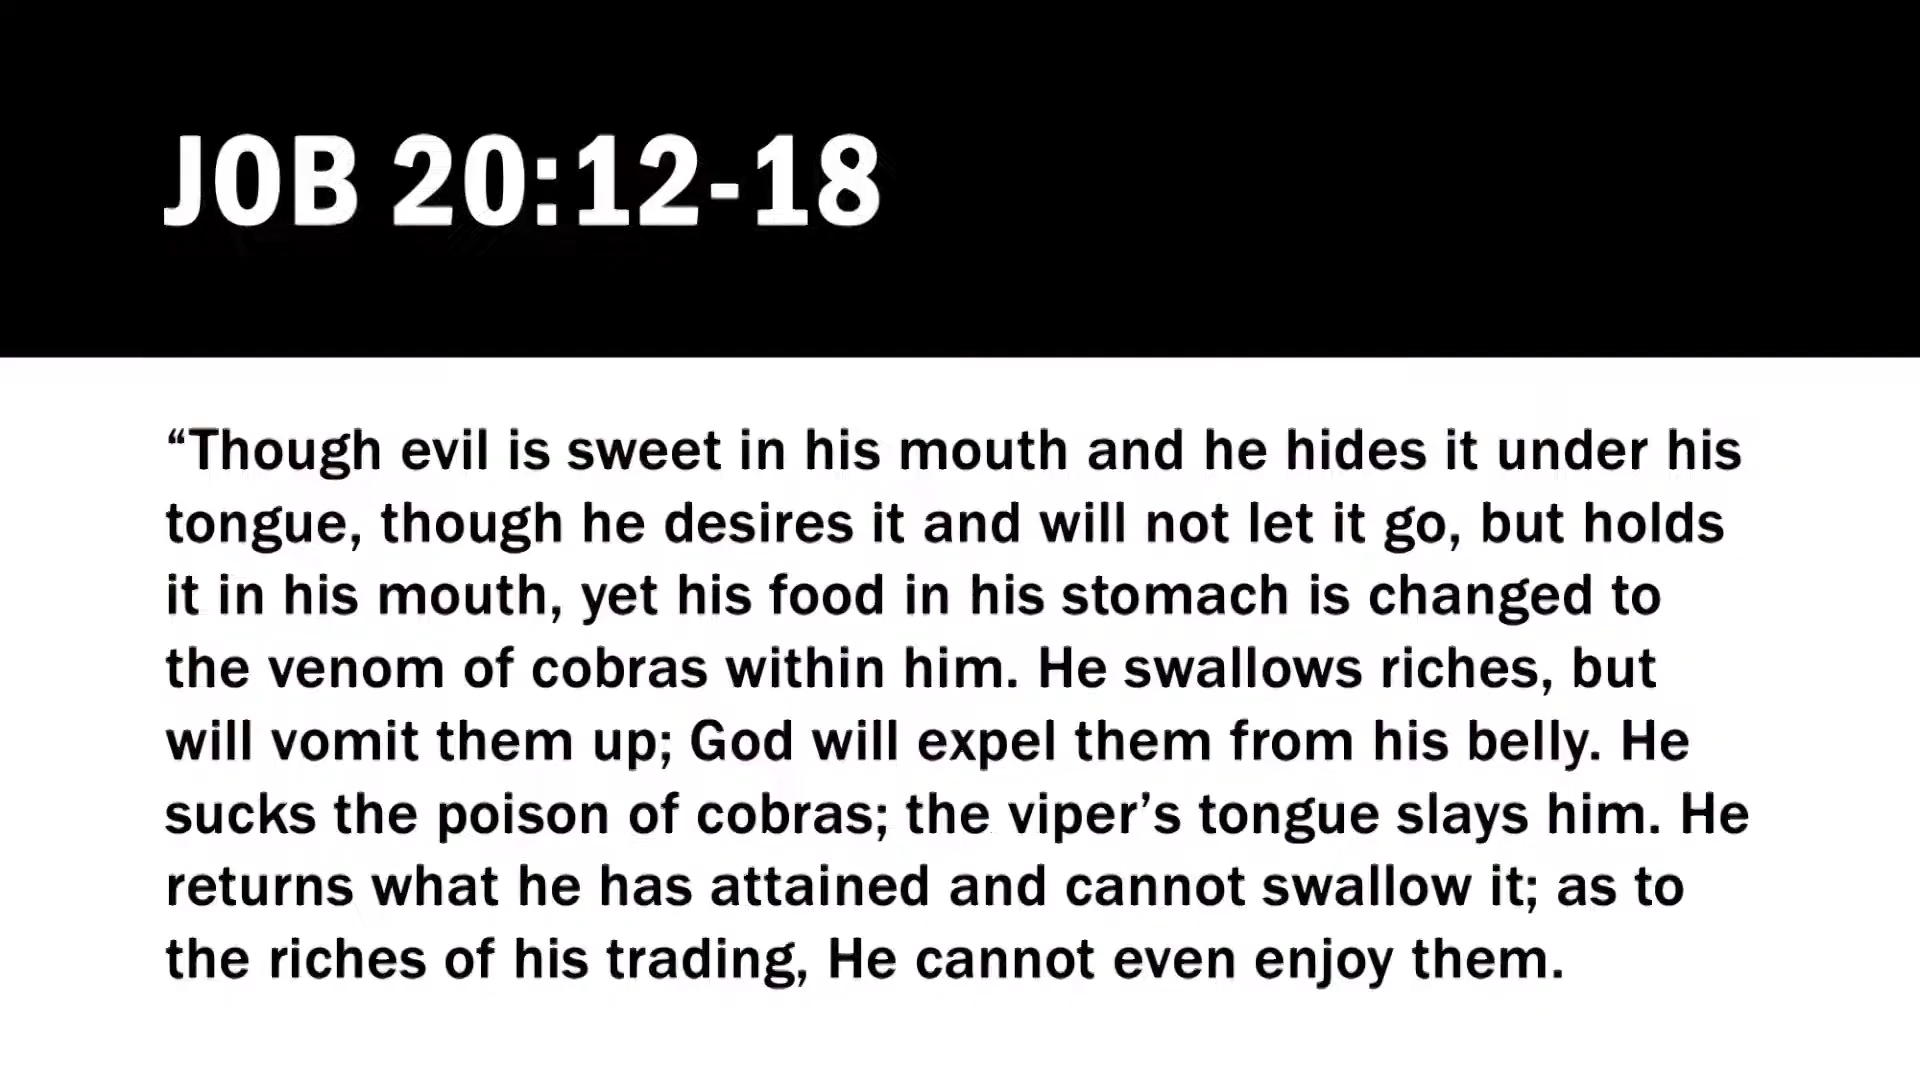 JOB 20:12-18
“Though evil is sweet in his mouth and he hides it under his
tongue, though he desires it and will not let it go, but holds
it in his mouth, yet his food in his stomach is changed to
the venom of cobras within him. He swallows riches, but
will vomit them up; God will expel them from his belly. He
sucks the poison of cobras; the viper’s tongue slays him. He
returns what he has attained and cannot swallow it; as to
the riches of his trading, He cannot even enjoy them.